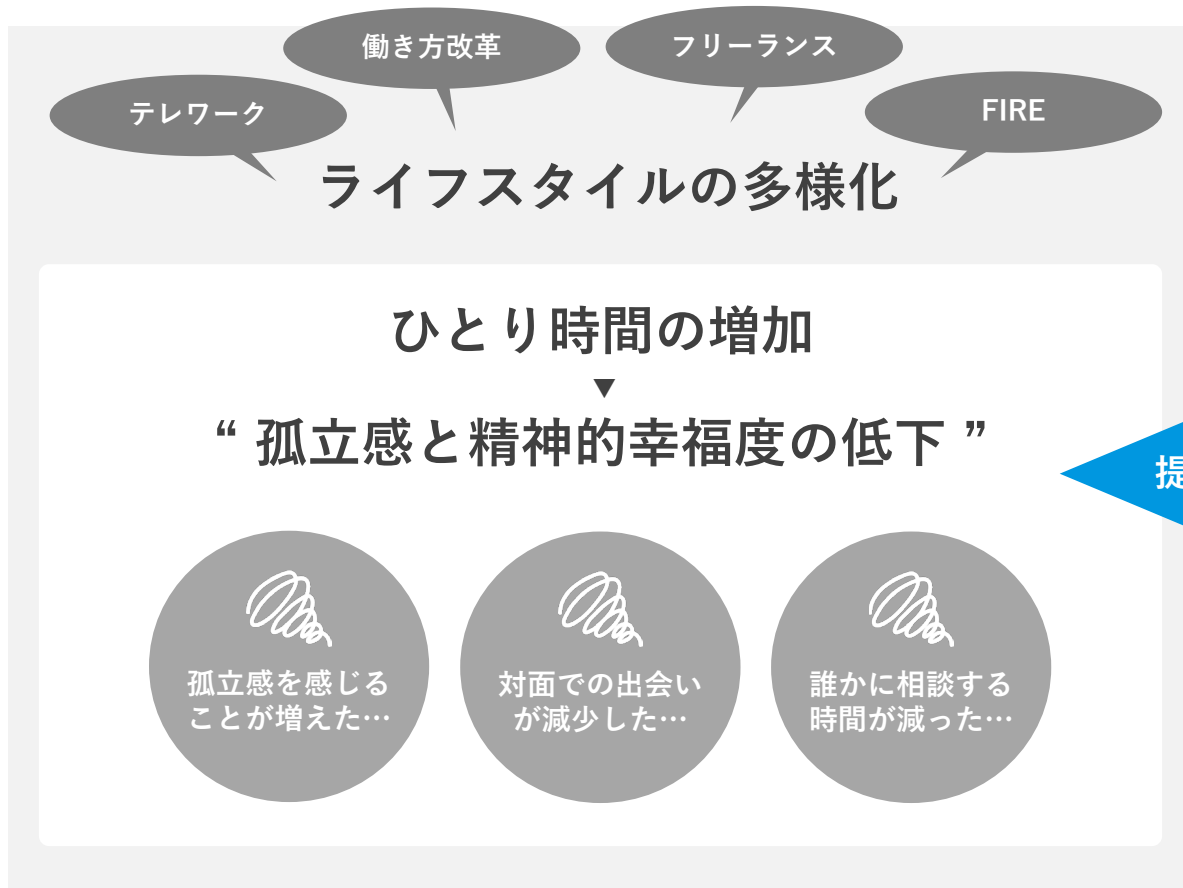 働き方改革
フリーランス
テレワーク
FIRE
ライフスタイルの多様化
ひとり時間の増加
▼
“ 孤立感と精神的幸福度の低下 ”
提
孤立感を感じる
ことが増えた…
対面での出会い
が減少した…
誰かに相談する
時間が減った…